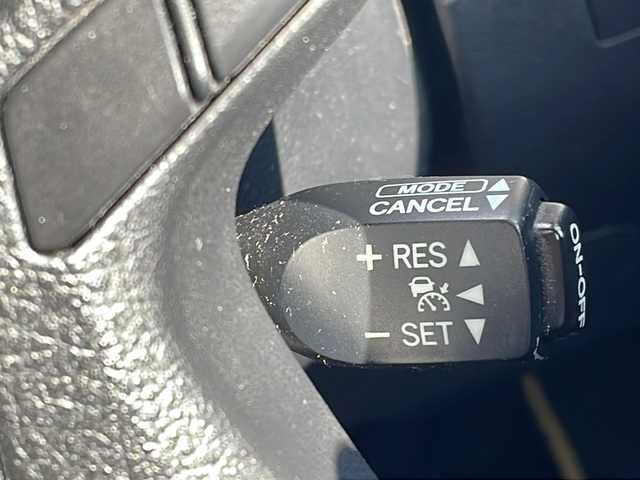 MODE ▲
CANCEL ▼
+ RES ▲
◀
− SET ▼
ON-OFF